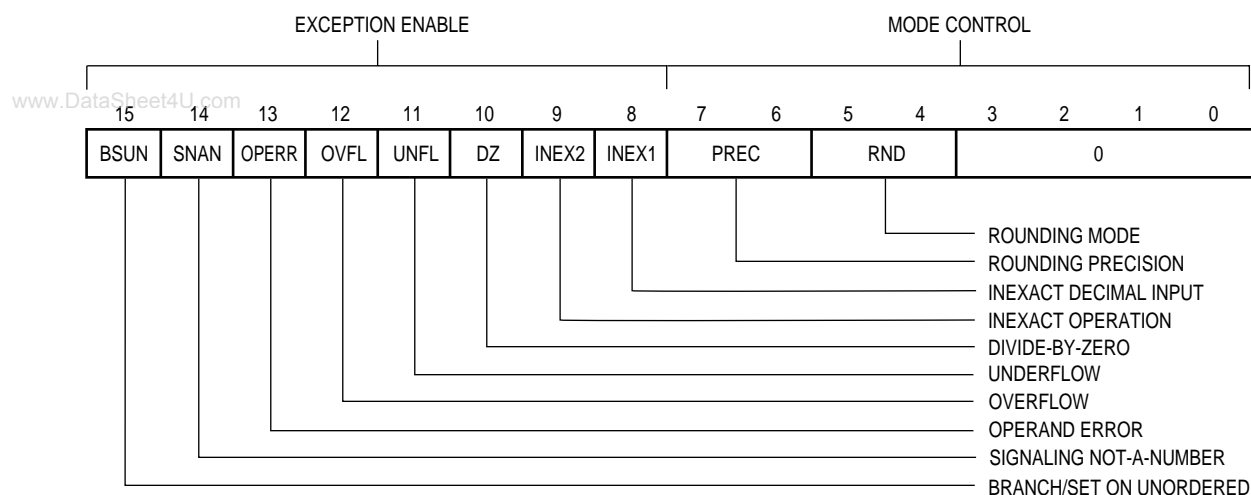 EXCEPTION ENABLE MODE CONTROL
www.DataSheet4U.com
15 14 13 12 11 10 9 8 7 6 5 4 3 2 1 0
BSUN SNAN OPERR OVFL UNFL DZ INEX2 INEX1 PREC RND 0
ROUNDING MODE
ROUNDING PRECISION
INEXACT DECIMAL INPUT
INEXACT OPERATION
DIVIDE-BY-ZERO
UNDERFLOW
OVERFLOW
OPERAND ERROR
SIGNALING NOT-A-NUMBER
BRANCH/SET ON UNORDERED